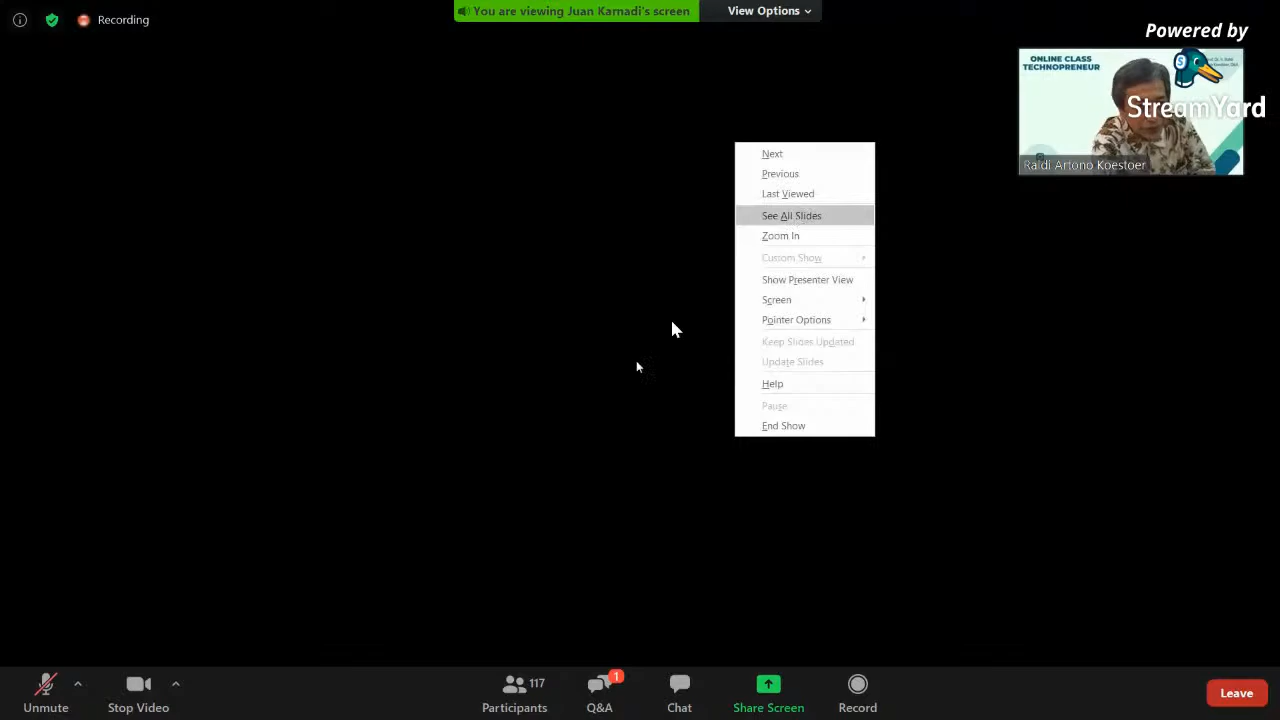 Recording
You are viewing Juan Karnadi's screen
View Options
Powered by
StreamYard
ONLINE CLASS
TECHNOPRENEUR
Raldi Artono Koestoer
Next
Previous
Last Viewed
See All Slides
Zoom In
Custom Show
Show Presenter View
Screen
Pointer Options
Keep Slides Updated
Update Slides
Help
Pause
End Show
Unmute
Stop Video
117
Participants
1
Q&A
Chat
Share Screen
Record
Leave